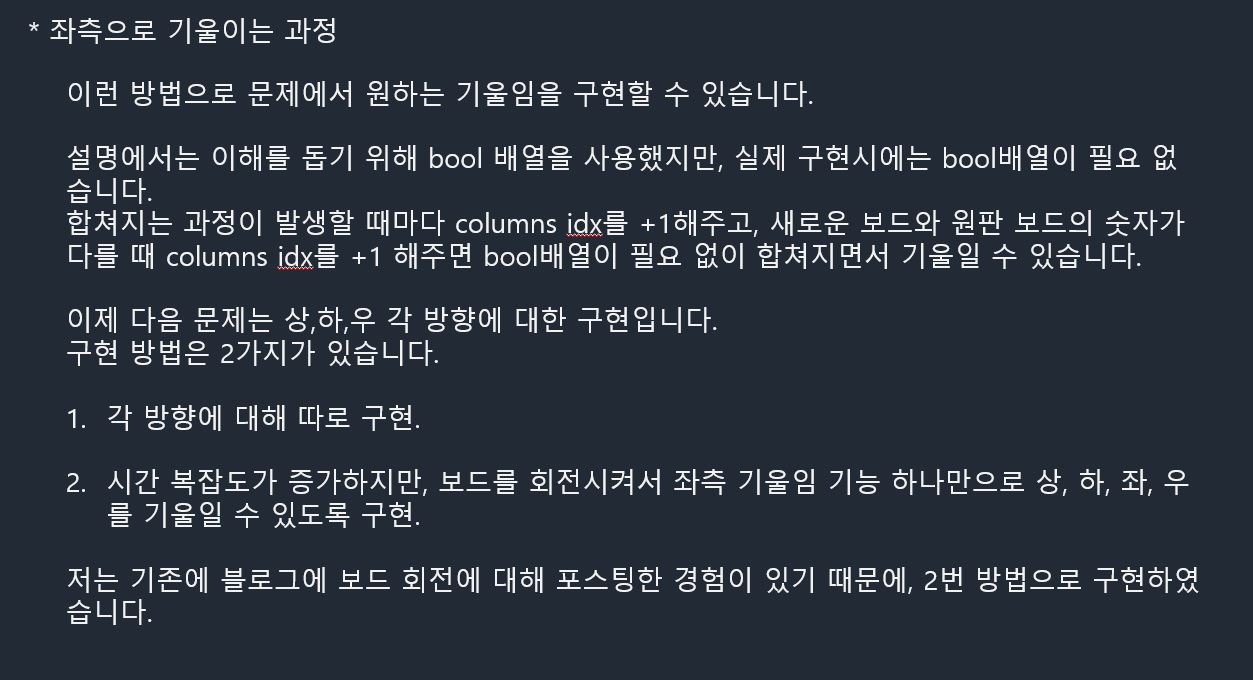 * 좌측으로 기울이는 과정
이런 방법으로 문제에서 원하는 기울임을 구현할 수 있습니다.
설명에서는 이해를 돕기 위해 bool 배열을 사용했지만, 실제 구현시에는 bool배열이 필요 없
습니다.
합쳐지는 과정이 발생할 때마다 columns idx를 +1해주고, 새로운 보드와 원판 보드의 숫자가
다를 때 columns idx를 +1 해주면 bool배열이 필요 없이 합쳐지면서 기울일 수 있습니다.
이제 다음 문제는 상,하,우 각 방향에 대한 구현입니다.
구현 방법은 2가지가 있습니다.
1. 각 방향에 대해 따로 구현.
2. 시간 복잡도가 증가하지만, 보드를 회전시켜서 좌측 기울임 기능 하나만으로 상, 하, 좌, 우
를 기울일 수 있도록 구현.
저는 기존에 블로그에 보드 회전에 대해 포스팅한 경험이 있기 때문에, 2번 방법으로 구현하였
습니다.